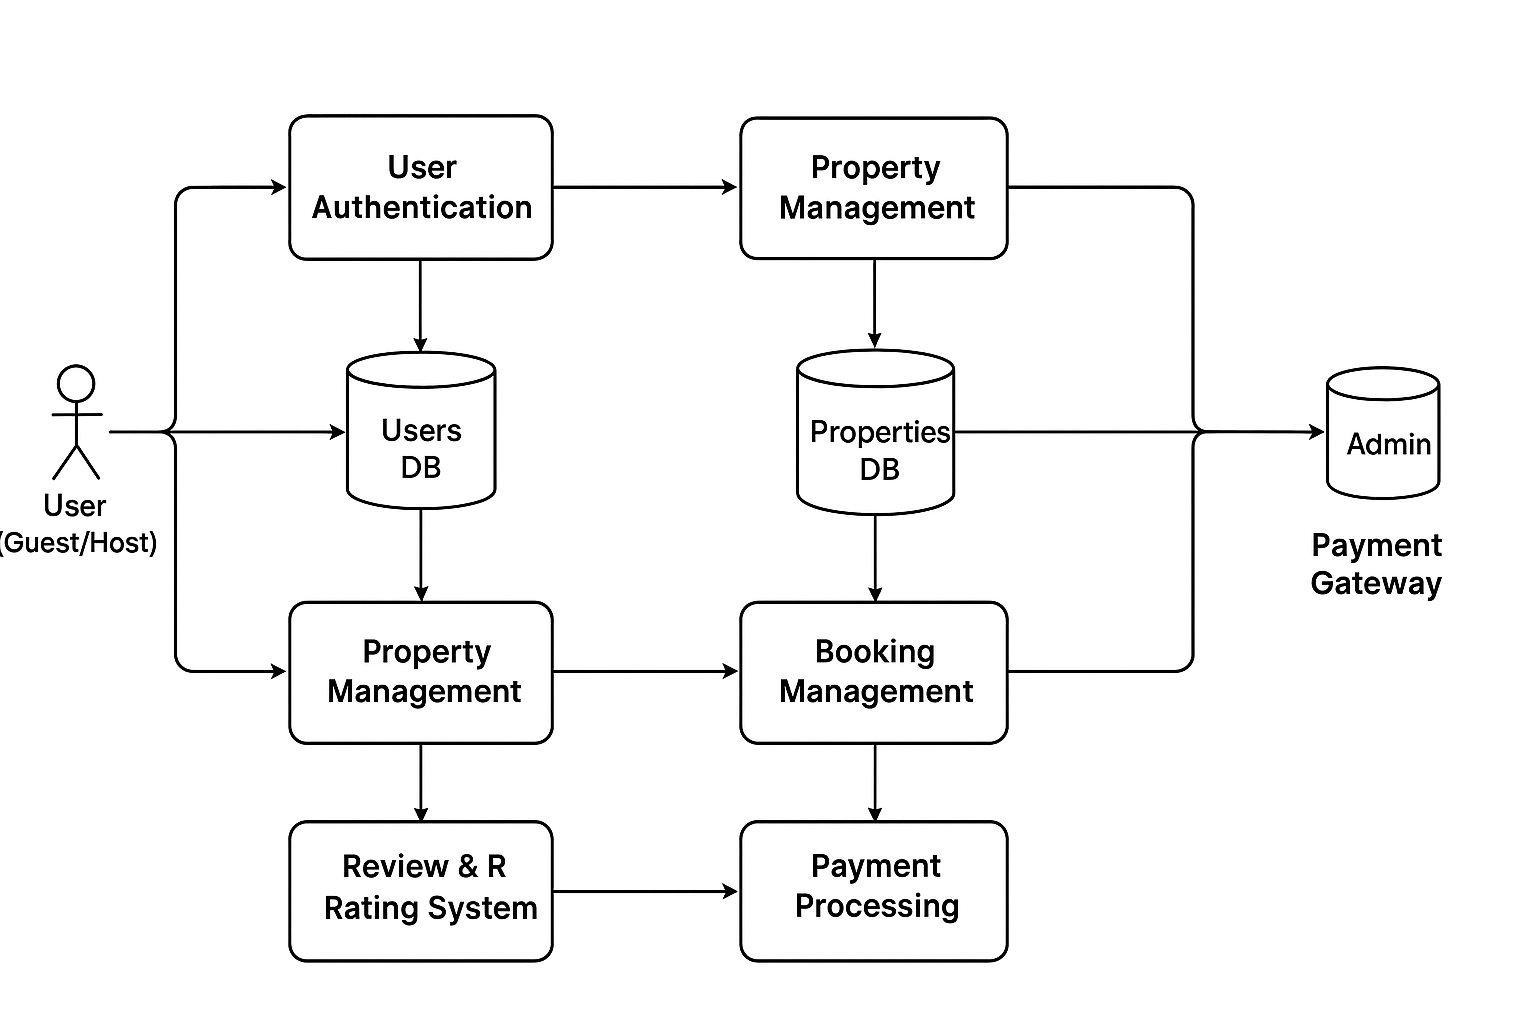 User
Authentication
Property
Management
User
(Guest/Host)
Users
DB
Properties
DB
Admin
Payment
Gateway
Property
Management
Booking
Management
Review & R
Rating System
Payment
Processing